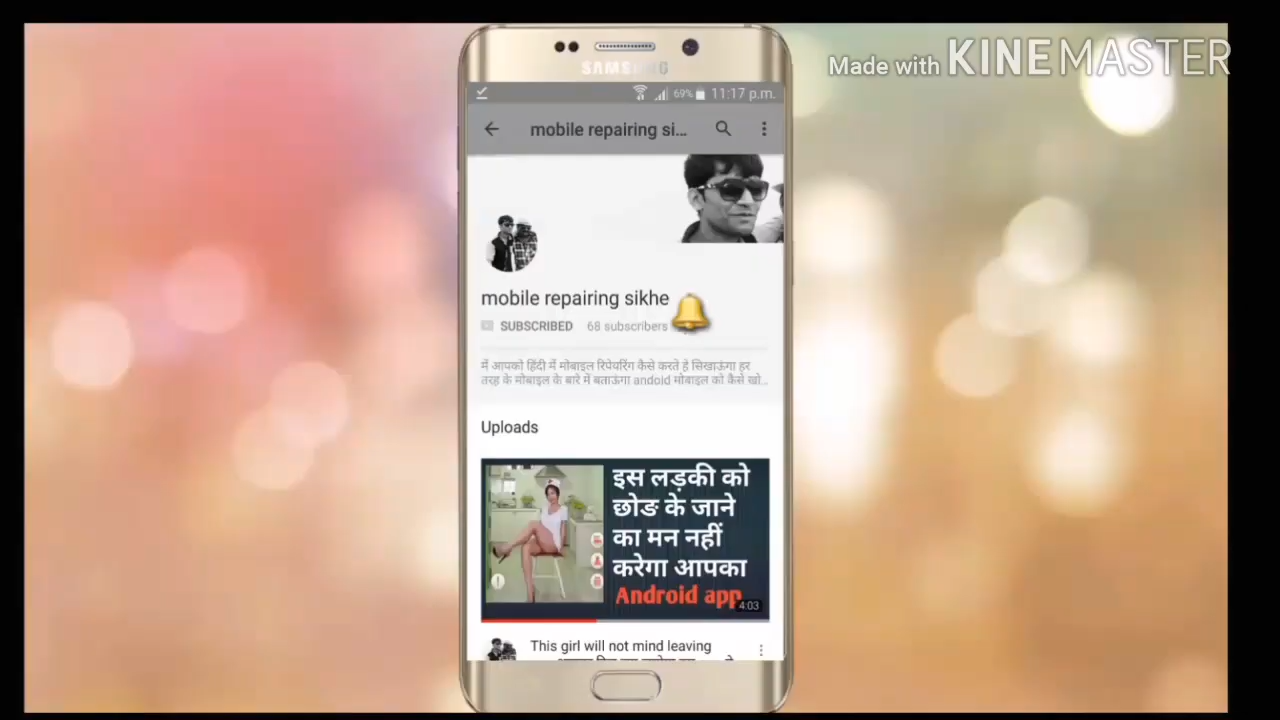 Made with KINEMASTER
SAMSUNG
69% 11:17 p.m.
mobile repairing si...
mobile repairing sikhe
SUBSCRIBED 68 subscribers
में आपको हिंदी में मोबाइल रिपेयरिंग कैसे करते हे सिखाऊंगा हर
तरह के मोबाइल के बारे में बताऊंगा andoid मोबाइल को कैसे खो...
Uploads
इस लड़की को
छोङ के जाने
का मन नहीं
करेगा आपका
Android app
4:03
This girl will not mind leaving